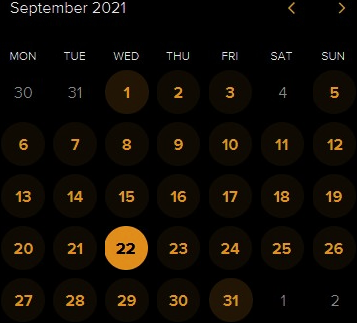 September 2021
MON TUE WED THU FRI SAT SUN
30 31 1 2 3 4 5
6 7 8 9 10 11 12
13 14 15 16 17 18 19
20 21 22 23 24 25 26
27 28 29 30 31 1 2